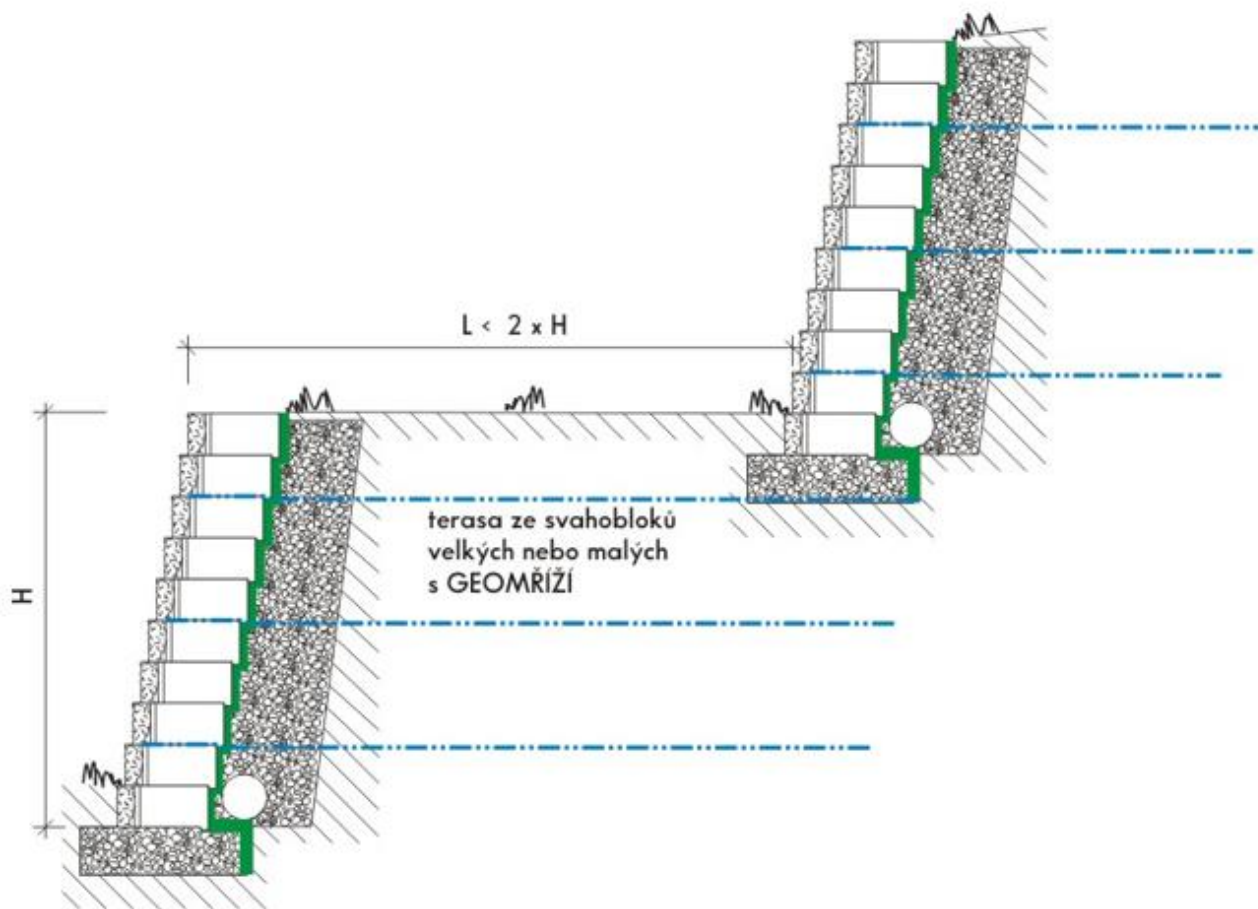 L < 2 x H
terasa ze svahobloků
velkých nebo malých
s GEOMŘÍŽÍ
H